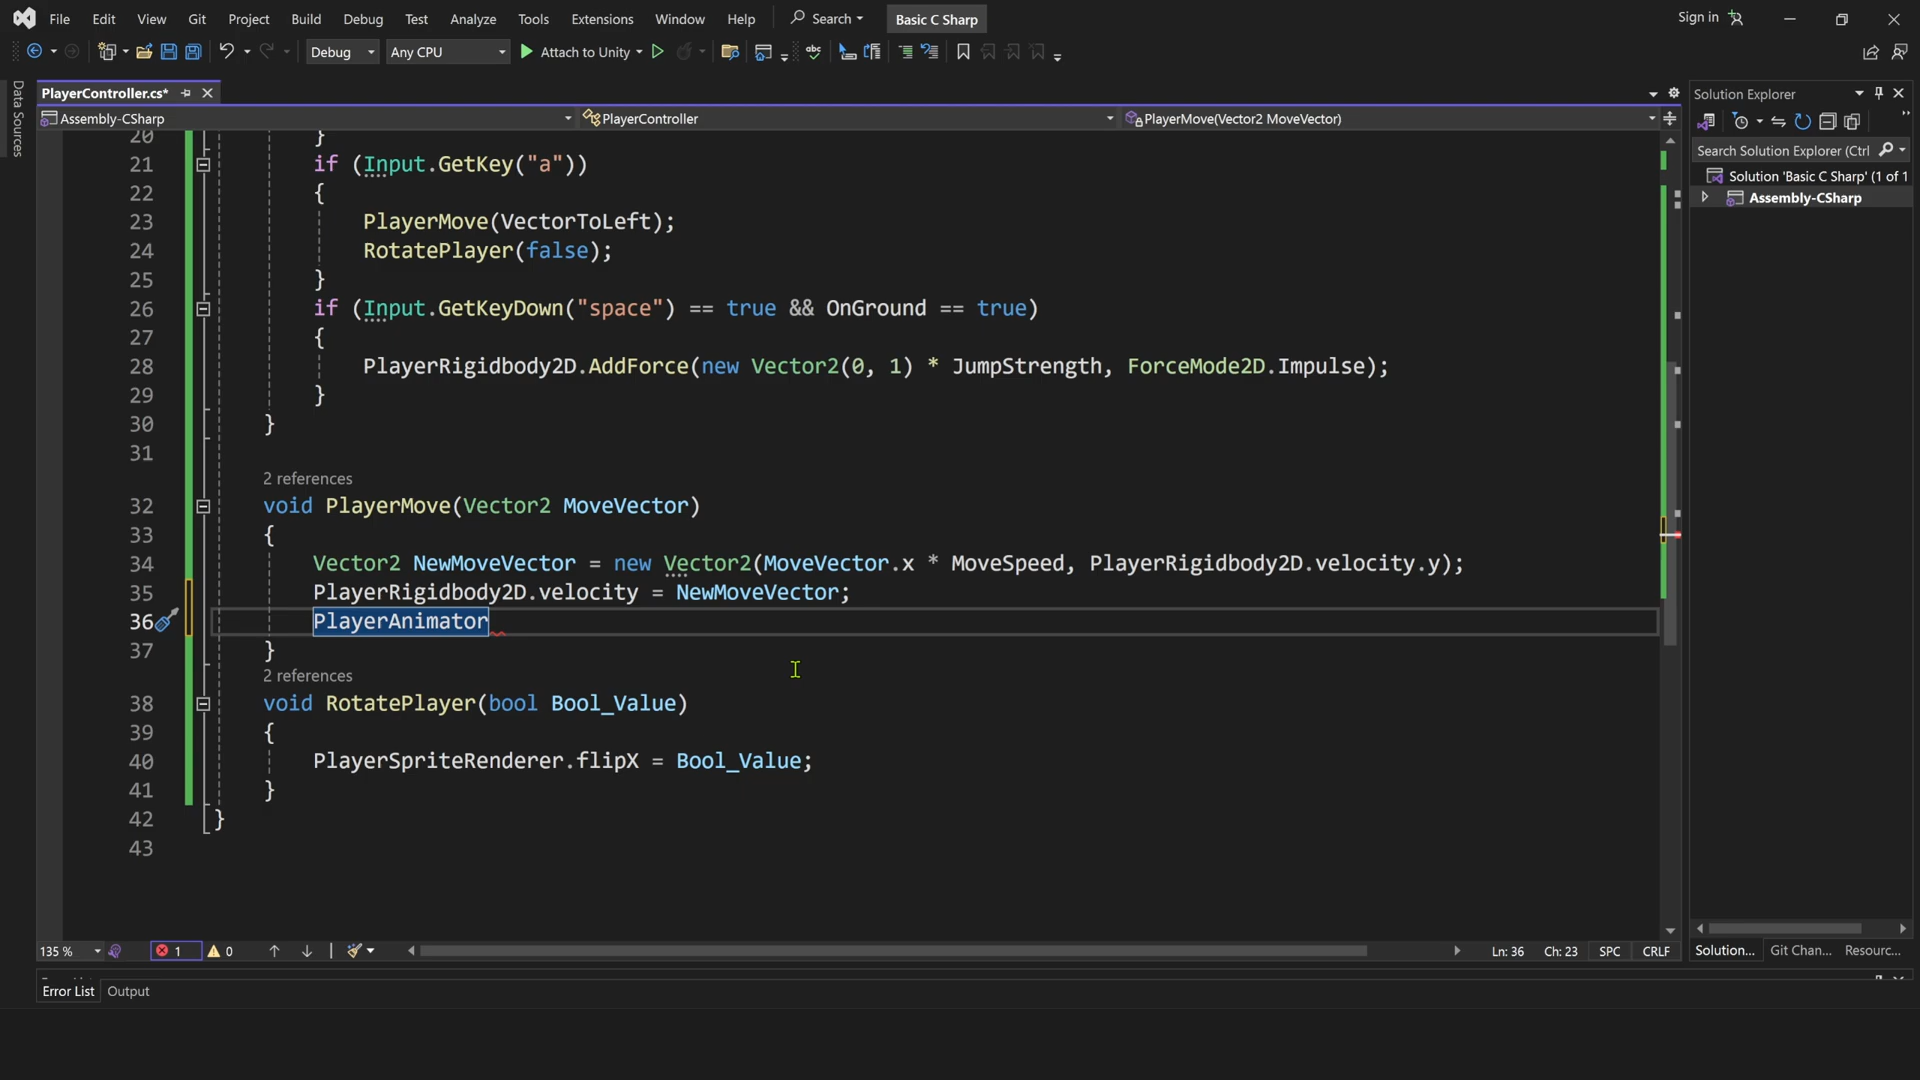 File Edit View Git Project Build Debug Test Analyze Tools Extensions Window Help Search Basic C Sharp Sign in
Debug Any CPU Attach to Unity
Data Sources
PlayerController.cs* Solution Explorer
Assembly-CSharp PlayerController PlayerMove(Vector2 MoveVector)
Search Solution Explorer (Ctrl
Solution 'Basic C Sharp' (1 of 1
Assembly-CSharp
20 }
21 if (Input.GetKey("a"))
22 {
23 PlayerMove(VectorToLeft);
24 RotatePlayer(false);
25 }
26 if (Input.GetKeyDown("space") == true && OnGround == true)
27 {
28 PlayerRigidbody2D.AddForce(new Vector2(0, 1) * JumpStrength, ForceMode2D.Impulse);
29 }
30 }
31
2 references
32 void PlayerMove(Vector2 MoveVector)
33 {
34 Vector2 NewMoveVector = new Vector2(MoveVector.x * MoveSpeed, PlayerRigidbody2D.velocity.y);
35 PlayerRigidbody2D.velocity = NewMoveVector;
36 PlayerAnimator
37 }
2 references
38 void RotatePlayer(bool Bool_Value)
39 {
40 PlayerSpriteRenderer.flipX = Bool_Value;
41 }
42 }
43
135 % 1 0 Ln: 36 Ch: 23 SPC CRLF
Solution... Git Chan... Resourc...
Error List Output